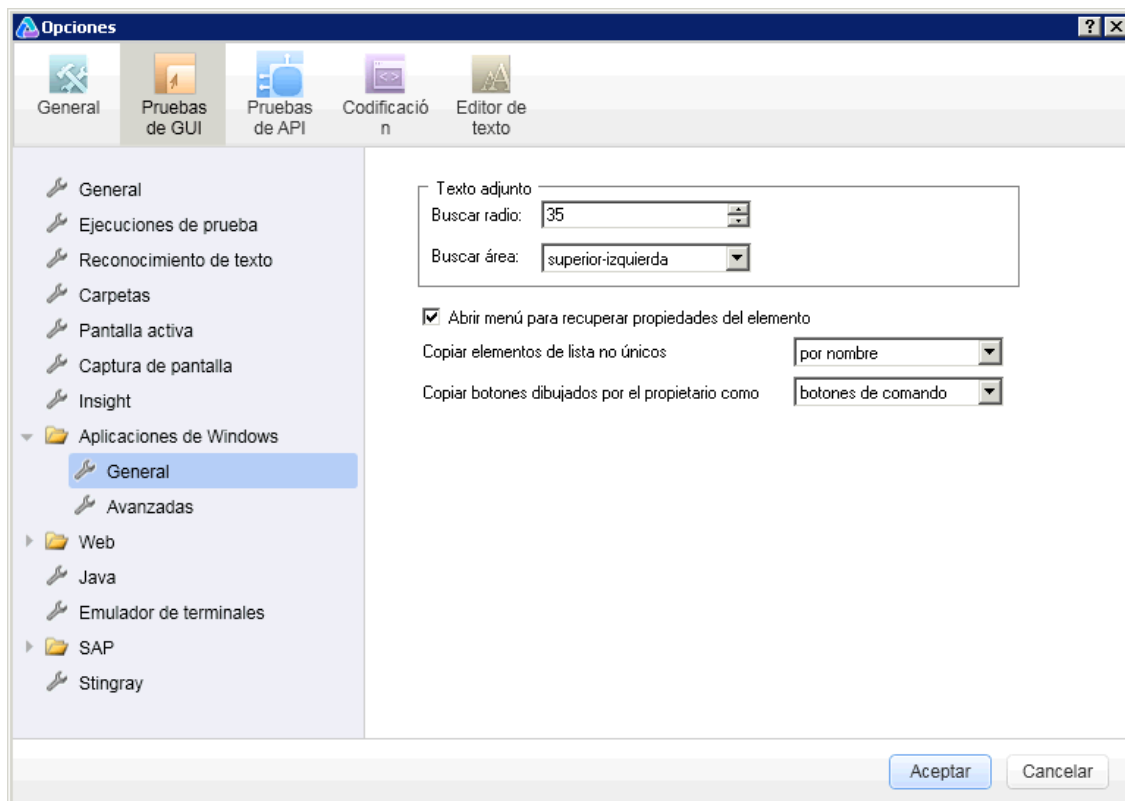 Opciones
General
Pruebas
de GUI
Pruebas
de API
Codificació
n
Editor de
texto
General
Ejecuciones de prueba
Reconocimiento de texto
Carpetas
Pantalla activa
Captura de pantalla
Insight
Aplicaciones de Windows
General
Avanzadas
Web
Java
Emulador de terminales
SAP
Stingray
Texto adjunto
Buscar radio: 35
Buscar área: superior-izquierda
Abrir menú para recuperar propiedades del elemento
Copiar elementos de lista no únicos por nombre
Copiar botones dibujados por el propietario como botones de comando
Aceptar Cancelar